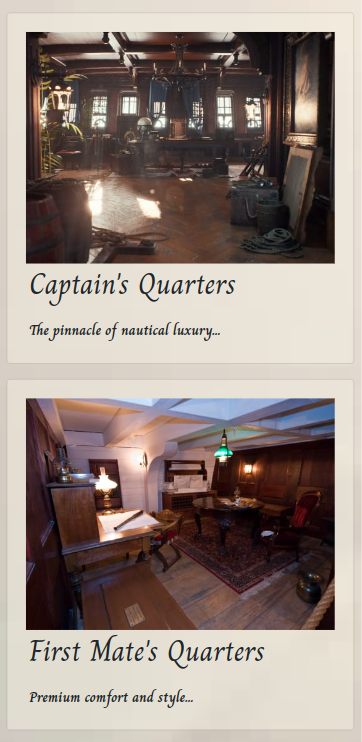 Captain's Quarters
The pinnacle of nautical luxury...
First Mate's Quarters
Premium comfort and style...